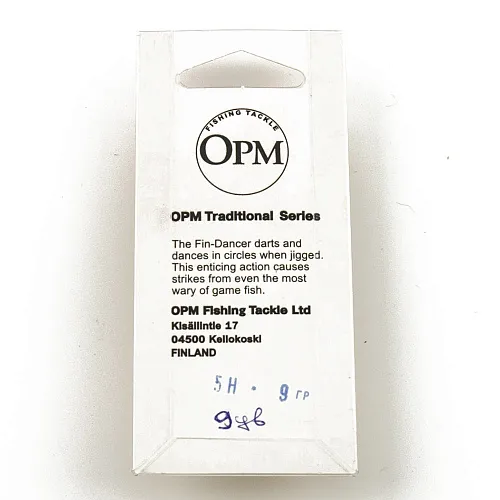 FISHING TACKLE
OPM
OPM Traditional Series
The Fin-Dancer darts and
dances in circles when jigged.
This enticing action causes
strikes from even the most
wary of game fish.
OPM Fishing Tackle Ltd
Kisällintie 17
04500 Kellokoski
FINLAND
5Н · 9 ГР
9цв